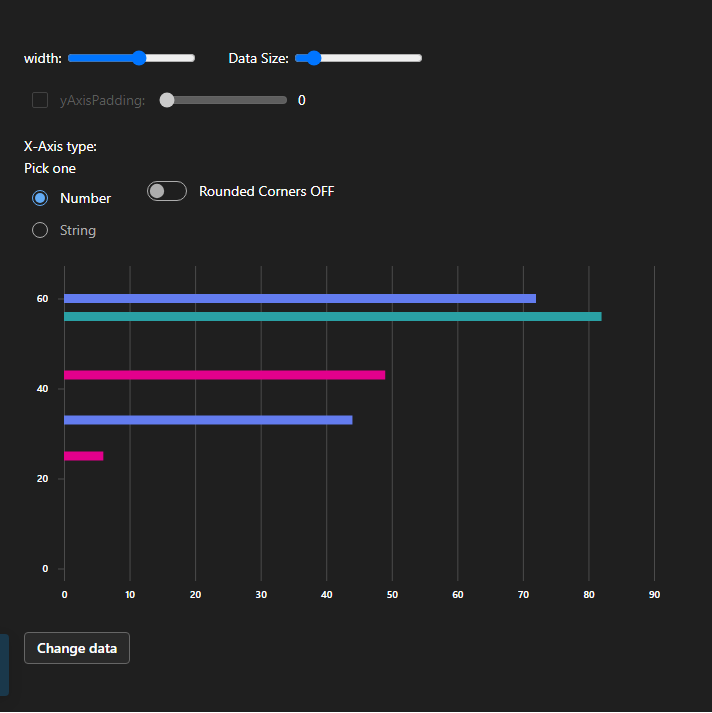 width: Data Size:
yAxisPadding: 0
X-Axis type:
Pick one
Number
Rounded Corners OFF
String
60
40
20
0
0 10 20 30 40 50 60 70 80 90
Change data